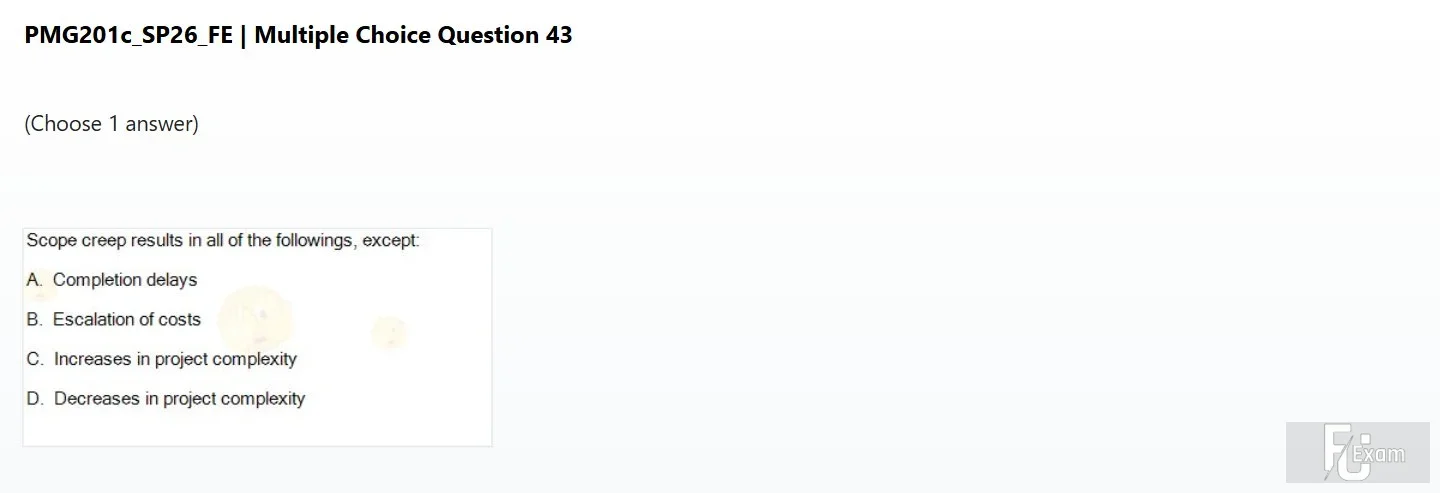 PMG201c_SP26_FE | Multiple Choice Question 43
(Choose 1 answer)
Scope creep results in all of the followings, except:
A. Completion delays
B. Escalation of costs
C. Increases in project complexity
D. Decreases in project complexity
FU Exam